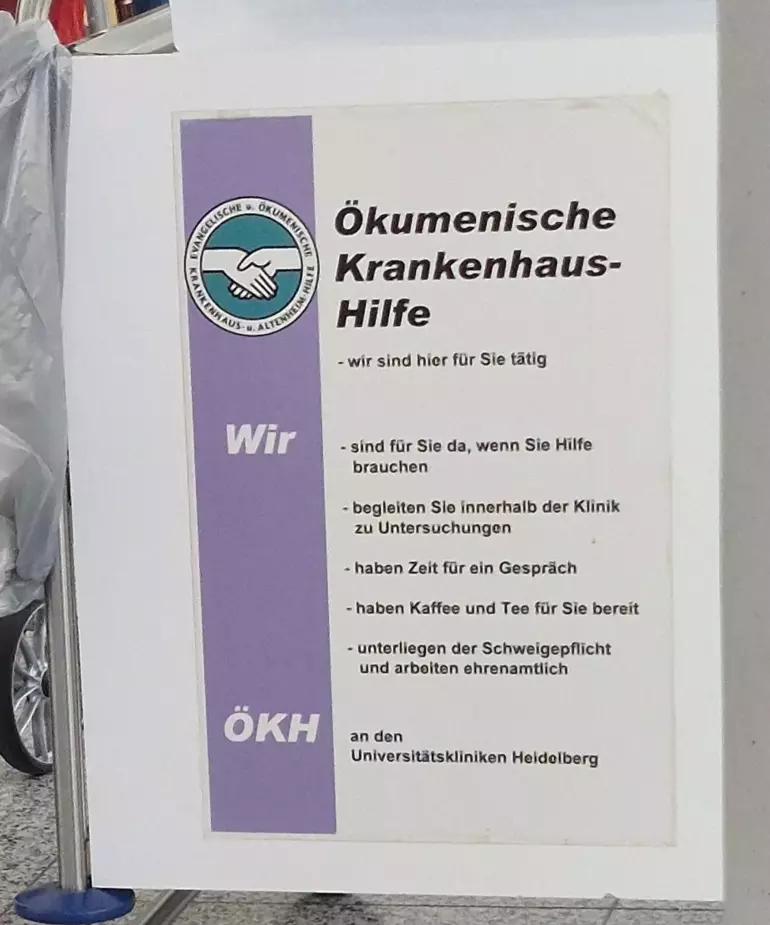 EVANGELISCHE u. ÖKUMENISCHE
KRANKENHAUS- u. ALTENHEIM-HILFE
Ökumenische
Krankenhaus-
Hilfe
- wir sind hier für Sie tätig
Wir
- sind für Sie da, wenn Sie Hilfe
brauchen
- begleiten Sie innerhalb der Klinik
zu Untersuchungen
- haben Zeit für ein Gespräch
- haben Kaffee und Tee für Sie bereit
- unterliegen der Schweigepflicht
und arbeiten ehrenamtlich
ÖKH
an den
Universitätskliniken Heidelberg